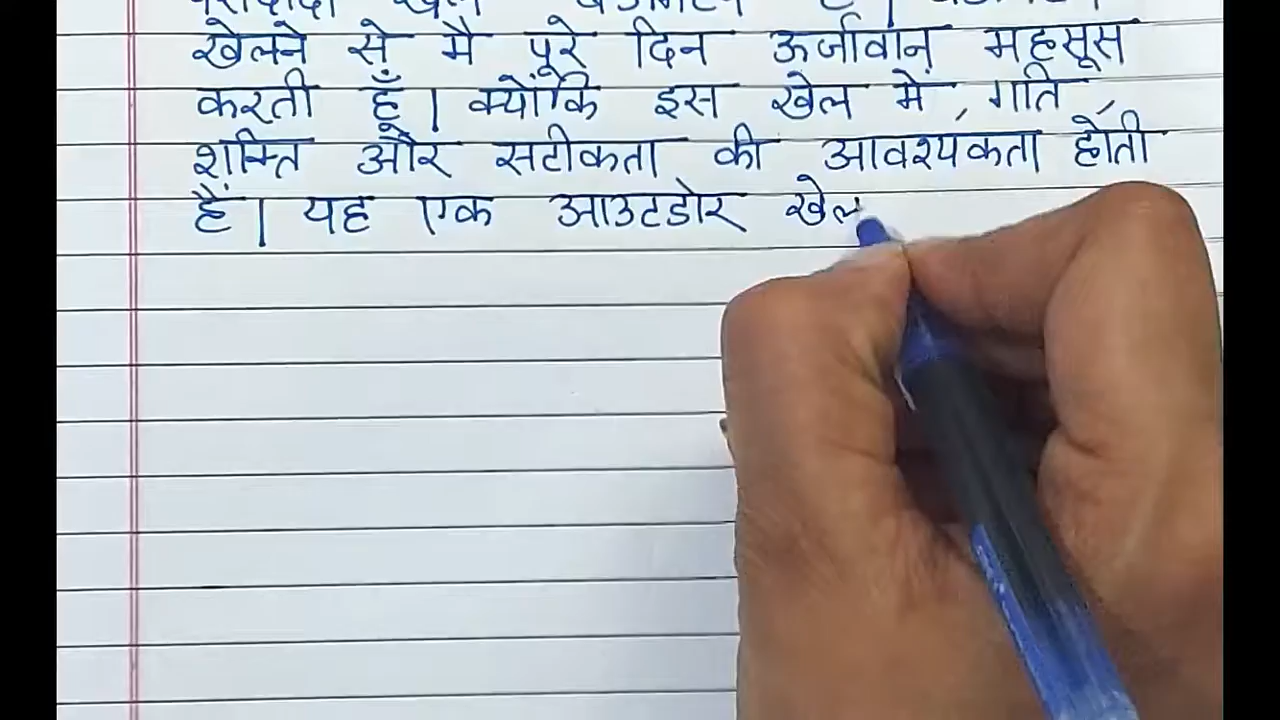 खेलने से मै पूरे दिन ऊर्जावान महसूस
करती हूँ। क्योंकि इस खेल में, गति,
शक्ति और सटीकता की आवश्यकता होती
हैं। यह एक आउटडोर खेल